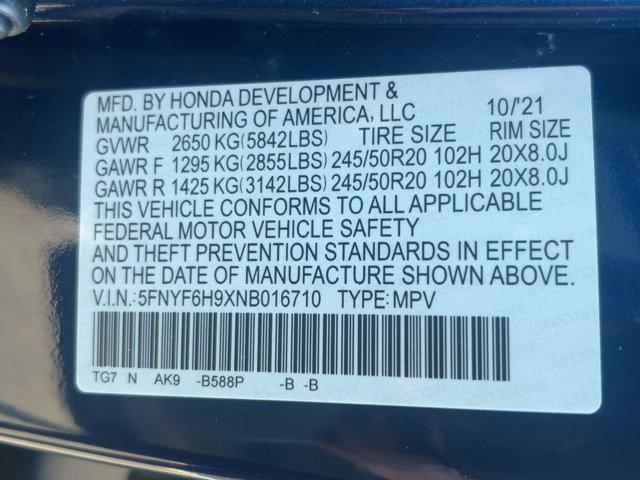 MFD. BY HONDA DEVELOPMENT &
MANUFACTURING OF AMERICA, LLC 10/'21
GVWR 2650 KG(5842LBS) TIRE SIZE RIM SIZE
GAWR F 1295 KG(2855LBS) 245/50R20 102H 20X8.0J
GAWR R 1425 KG(3142LBS) 245/50R20 102H 20X8.0J
THIS VEHICLE CONFORMS TO ALL APPLICABLE
FEDERAL MOTOR VEHICLE SAFETY
AND THEFT PREVENTION STANDARDS IN EFFECT
ON THE DATE OF MANUFACTURE SHOWN ABOVE.
V.I.N.:5FNYF6H9XNB016710 TYPE:MPV
TG7 N AK9 -B588P -B -B